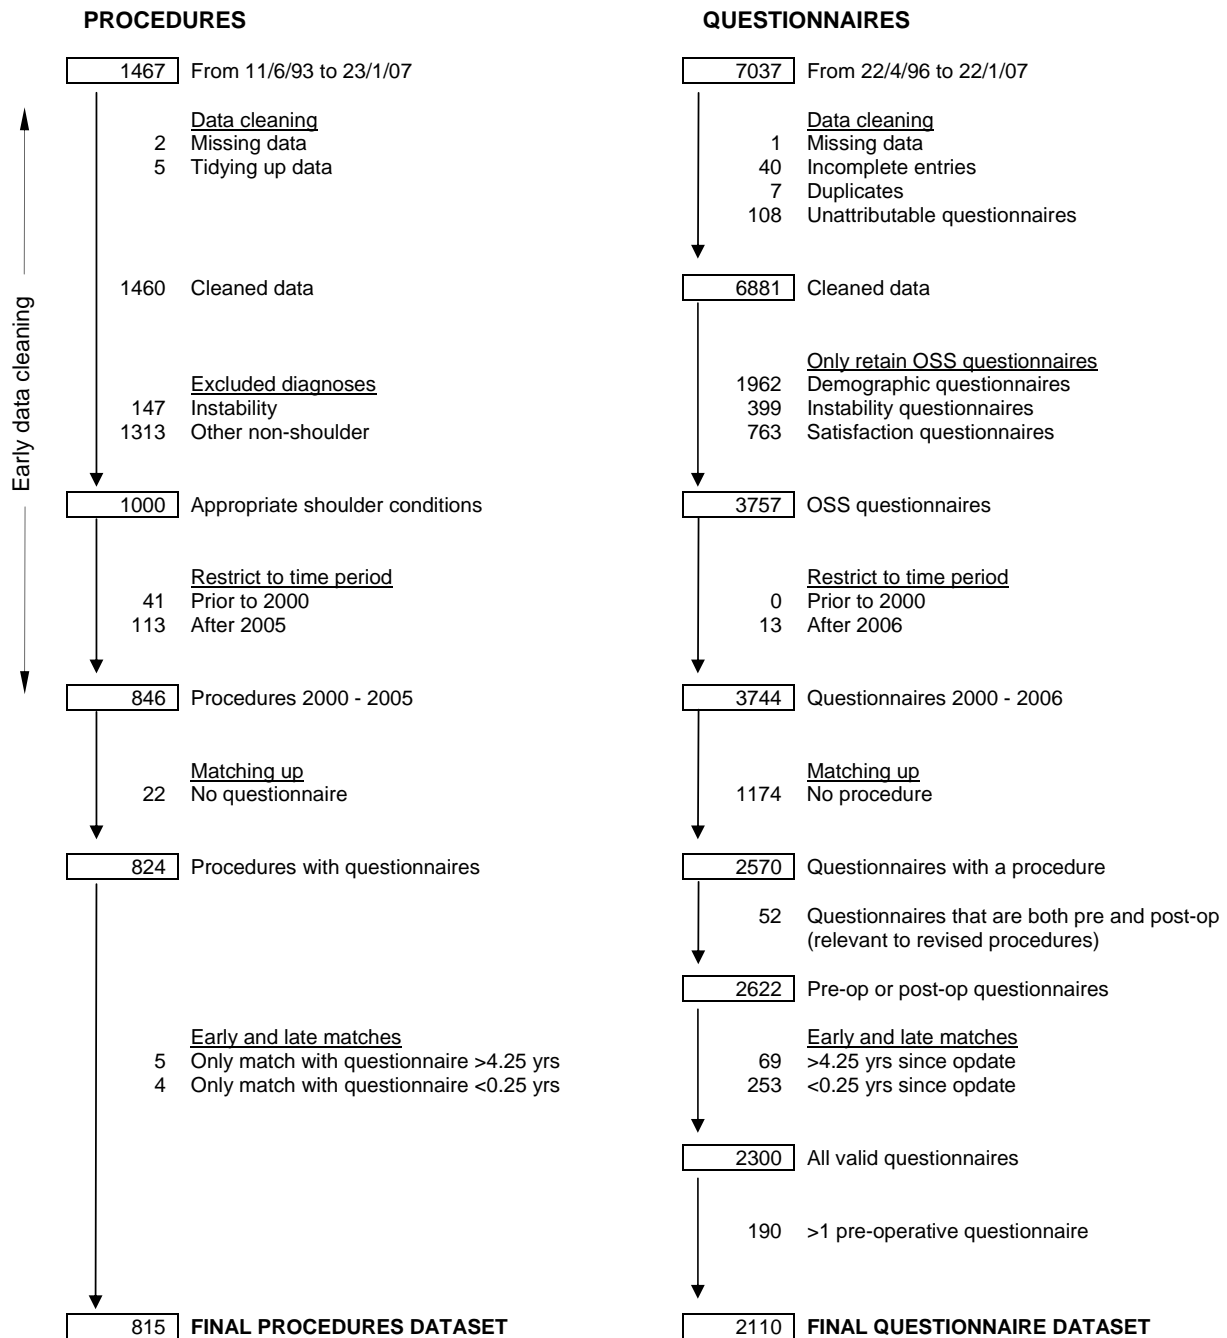 PROCEDURES
1467 From 11/6/93 to 23/1/07
Data cleaning
2 Missing data
5 Tidying up data
1460 Cleaned data
Excluded diagnoses
147 Instability
1313 Other non-shoulder
1000 Appropriate shoulder conditions
Restrict to time period
41 Prior to 2000
113 After 2005
846 Procedures 2000 - 2005
Matching up
22 No questionnaire
824 Procedures with questionnaires
Early and late matches
5 Only match with questionnaire >4.25 yrs
4 Only match with questionnaire <0.25 yrs
815 FINAL PROCEDURES DATASET
Early data cleaning
QUESTIONNAIRES
7037 From 22/4/96 to 22/1/07
Data cleaning
1 Missing data
40 Incomplete entries
7 Duplicates
108 Unattributable questionnaires
6881 Cleaned data
Only retain OSS questionnaires
1962 Demographic questionnaires
399 Instability questionnaires
763 Satisfaction questionnaires
3757 OSS questionnaires
Restrict to time period
0 Prior to 2000
13 After 2006
3744 Questionnaires 2000 - 2006
Matching up
1174 No procedure
2570 Questionnaires with a procedure
52 Questionnaires that are both pre and post-op
(relevant to revised procedures)
2622 Pre-op or post-op questionnaires
Early and late matches
69 >4.25 yrs since opdate
253 <0.25 yrs since opdate
2300 All valid questionnaires
190 >1 pre-operative questionnaire
2110 FINAL QUESTIONNAIRE DATASET